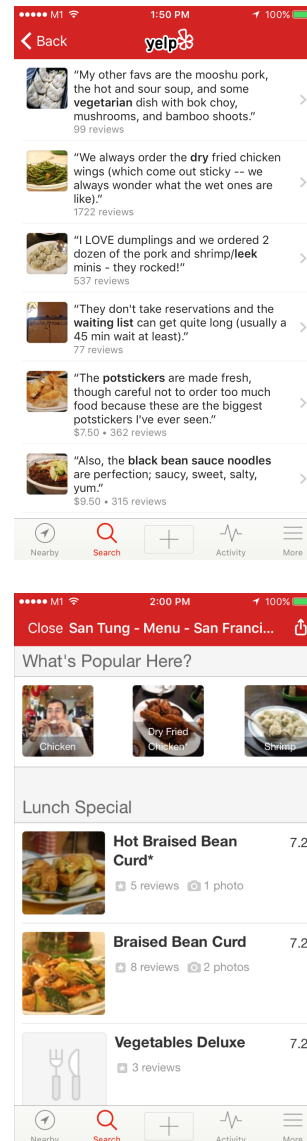 M1
1:50 PM
100%
Back
yelp
“My other favs are the mooshu pork,
the hot and sour soup, and some
vegetarian dish with bok choy,
mushrooms, and bamboo shoots.”
99 reviews
“We always order the dry fried chicken
wings (which come out sticky -- we
always wonder what the wet ones are
like).”
1722 reviews
“I LOVE dumplings and we ordered 2
dozen of the pork and shrimp/leek
minis - they rocked!”
537 reviews
“They don't take reservations and the
waiting list can get quite long (usually a
45 min wait at least).”
77 reviews
“The potstickers are made fresh,
though careful not to order too much
food because these are the biggest
potstickers I've ever seen.”
$7.50 • 362 reviews
“Also, the black bean sauce noodles
are perfection; saucy, sweet, salty,
yum.”
$9.50 • 315 reviews
Nearby
Search
Activity
More
M1
2:00 PM
100%
Close San Tung - Menu - San Franci...
What's Popular Here?
Chicken
Dry Fried
Chicken*
Shrimp
Lunch Special
Hot Braised Bean
Curd*
7.2
5 reviews 1 photo
Braised Bean Curd
7.2
8 reviews 2 photos
Vegetables Deluxe
7.2
3 reviews
Nearby
Search
Activity
More